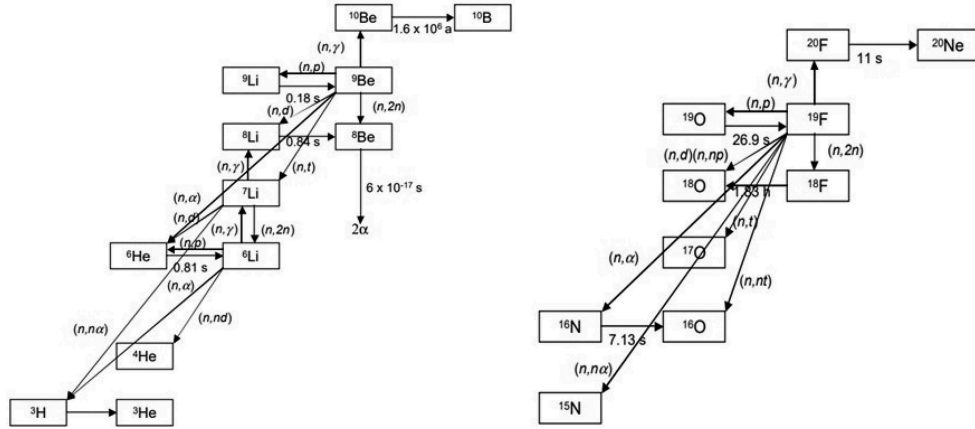 ¹⁰Be
1.6 x 10⁶ a
¹⁰B
(n,γ)
⁹Li
(n,p)
⁹Be
0.18 s
(n,d)
(n,2n)
⁸Li
0.84 s
⁸Be
(n,γ)
(n,t)
6 x 10⁻¹⁷ s
(n,α)
⁷Li
(n,d)
(n,γ)
(n,2n)
2α
⁶He
(n,p)
⁶Li
0.81 s
(n,α)
(n,nα)
(n,nd)
⁴He
³H
³He
²⁰F
11 s
²⁰Ne
(n,γ)
¹⁹O
(n,p)
¹⁹F
26.9 s
(n,d)(n,np)
(n,2n)
¹⁸O
1.83 h
¹⁸F
(n,t)
¹⁷O
(n,α)
(n,nt)
¹⁶N
7.13 s
¹⁶O
(n,nα)
¹⁵N